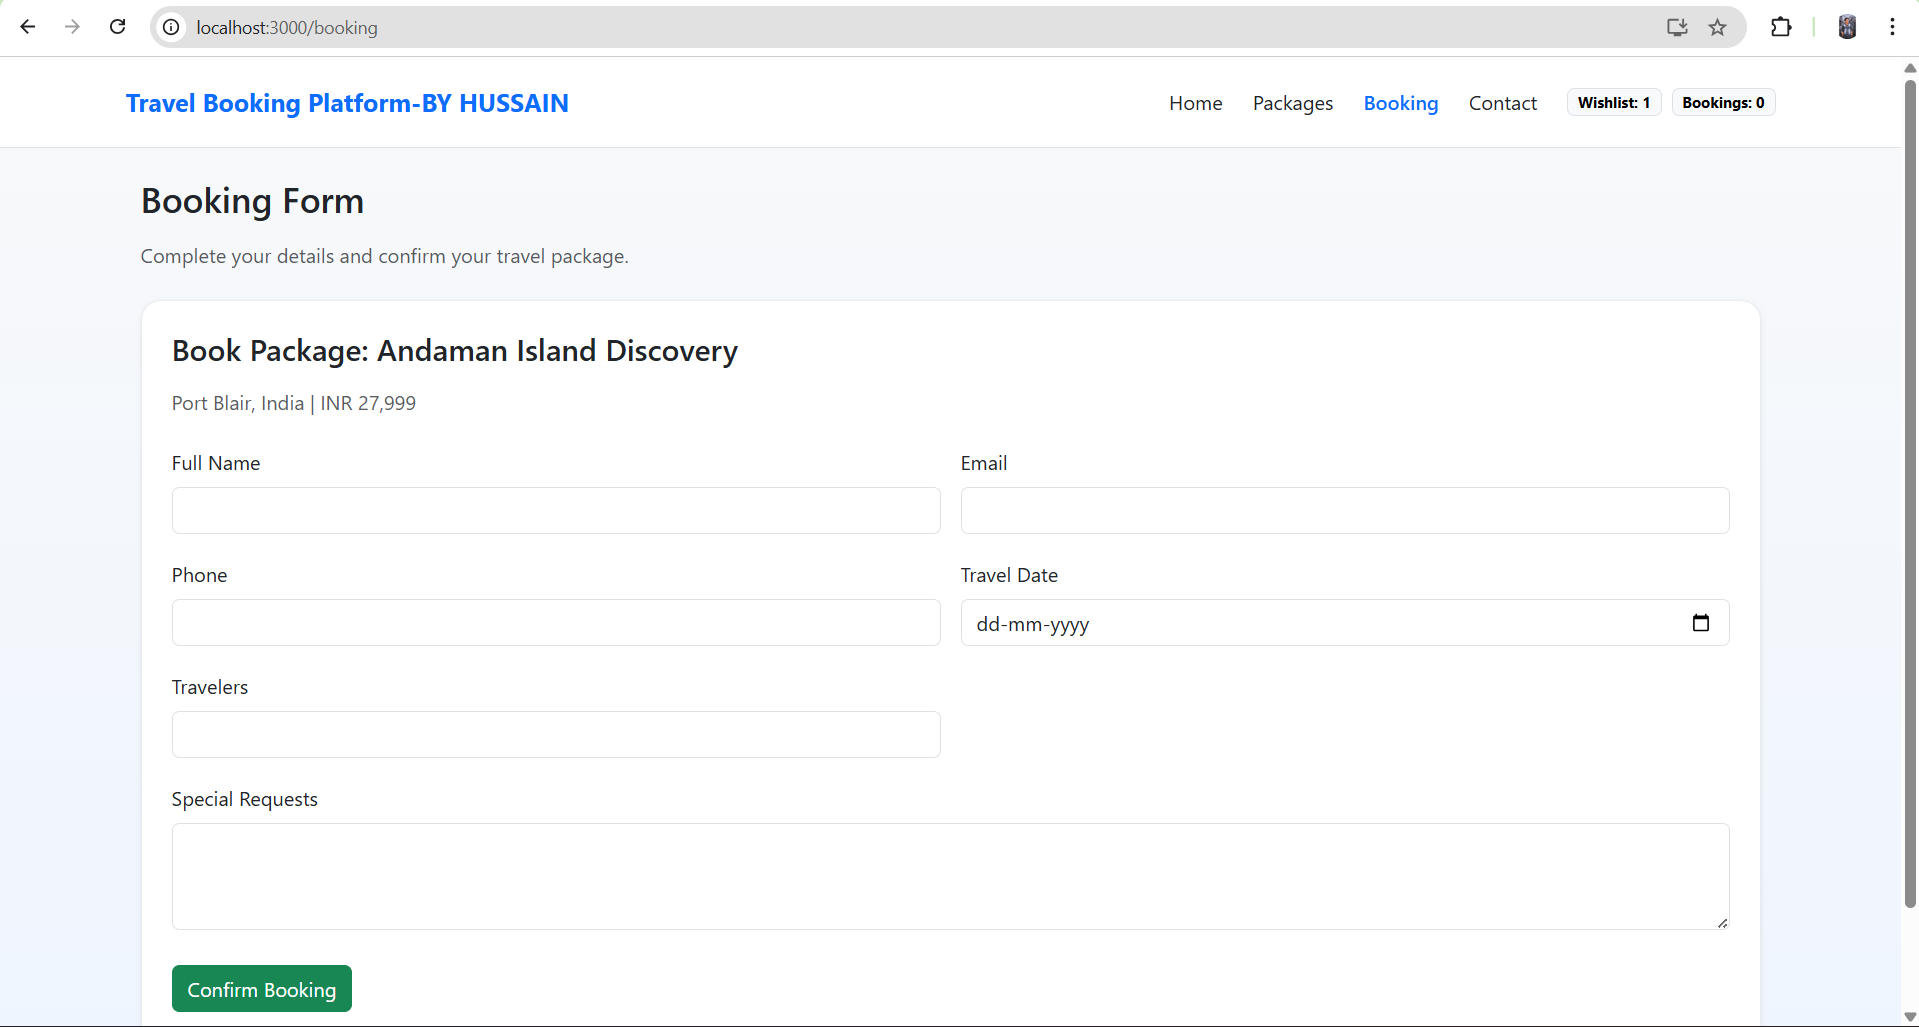 localhost:3000/booking
Travel Booking Platform-BY HUSSAIN
Home Packages Booking Contact Wishlist: 1 Bookings: 0
Booking Form
Complete your details and confirm your travel package.
Book Package: Andaman Island Discovery
Port Blair, India | INR 27,999
Full Name Email
Phone Travel Date
dd-mm-yyyy
Travelers
Special Requests
Confirm Booking